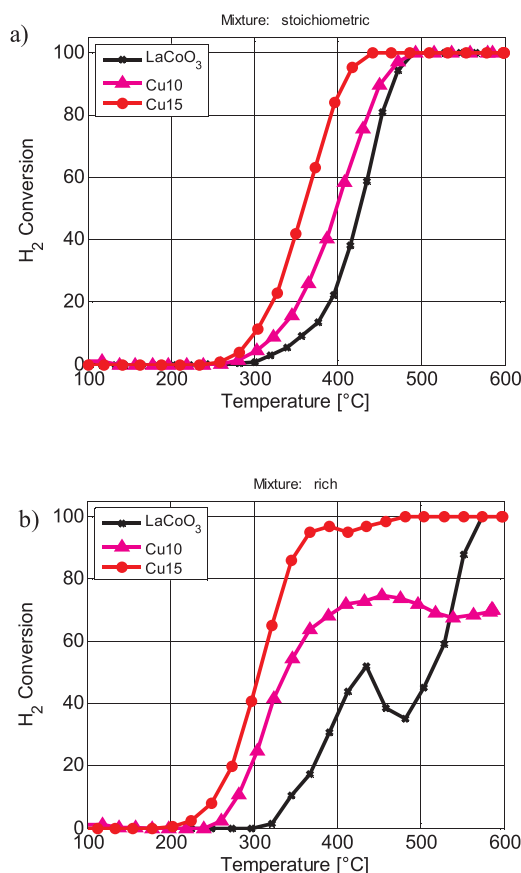 Mixture: stoichiometric
a)
LaCoO3
Cu10
Cu15
100
80
60
40
20
0
H2 Conversion
100 200 300 400 500 600
Temperature [°C]
Mixture: rich
b)
LaCoO3
Cu10
Cu15
100
80
60
40
20
0
H2 Conversion
100 200 300 400 500 600
Temperature [°C]